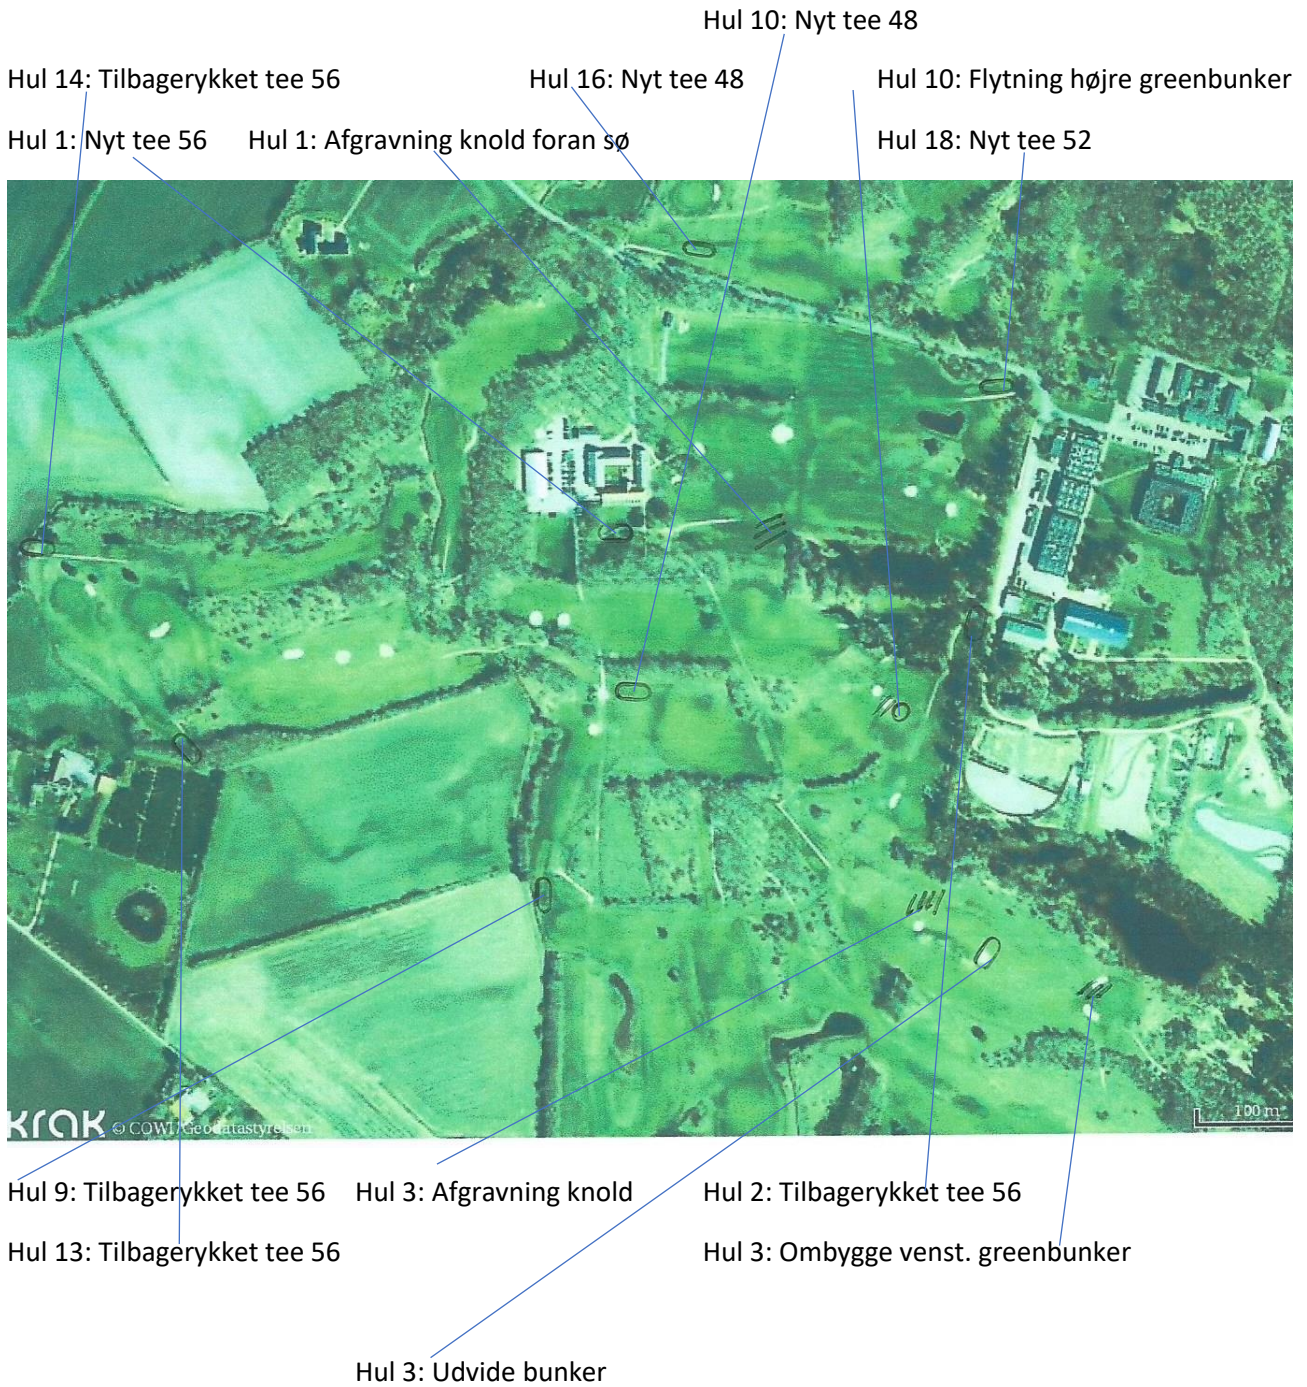 Hul 10: Nyt tee 48
Hul 14: Tilbagerykket tee 56 Hul 16: Nyt tee 48 Hul 10: Flytning højre greenbunker
Hul 1: Nyt tee 56 Hul 1: Afgravning knold foran sø Hul 18: Nyt tee 52
krak © COWI/Geodatastyrelsen
100 m
Hul 9: Tilbagerykket tee 56 Hul 3: Afgravning knold Hul 2: Tilbagerykket tee 56
Hul 13: Tilbagerykket tee 56 Hul 3: Ombygge venst. greenbunker
Hul 3: Udvide bunker